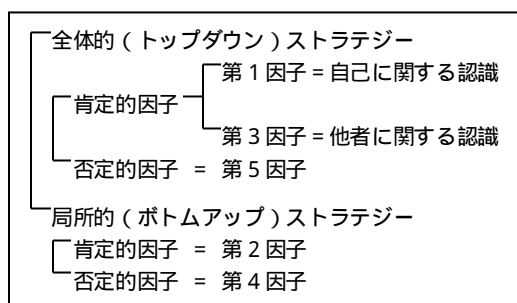 全体的（トップダウン）ストラテジー
第1因子＝自己に関する認識
肯定的因子
第3因子＝他者に関する認識
否定的因子 ＝ 第5因子
局所的（ボトムアップ）ストラテジー
肯定的因子 ＝ 第2因子
否定的因子 ＝ 第4因子